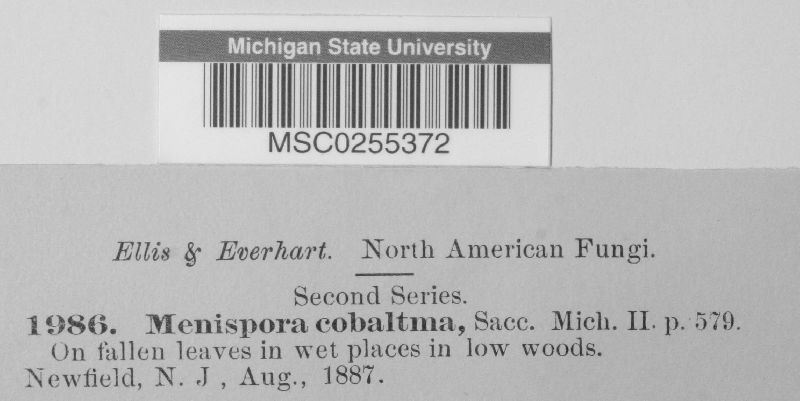 Michigan State University
MSC0255372
Ellis & Everhart. North American Fungi.
Second Series.
1986. Menispora cobaltma, Sacc. Mich. II. p. 579.
On fallen leaves in wet places in low woods.
Newfield, N. J , Aug., 1887.